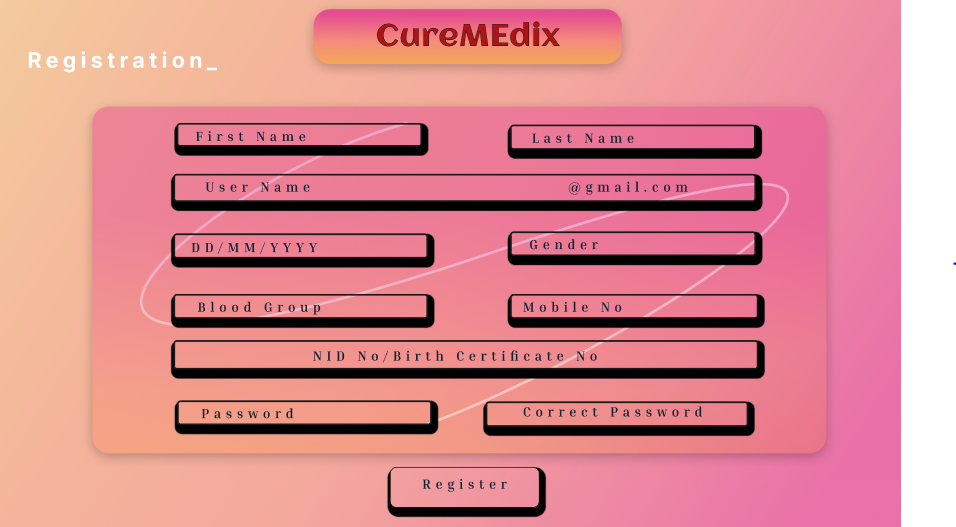 CureMEdix
Registration_
First Name
Last Name
User Name @gmail.com
DD/MM/YYYY
Gender
Blood Group
Mobile No
NID No/Birth Certificate No
Password
Correct Password
Register